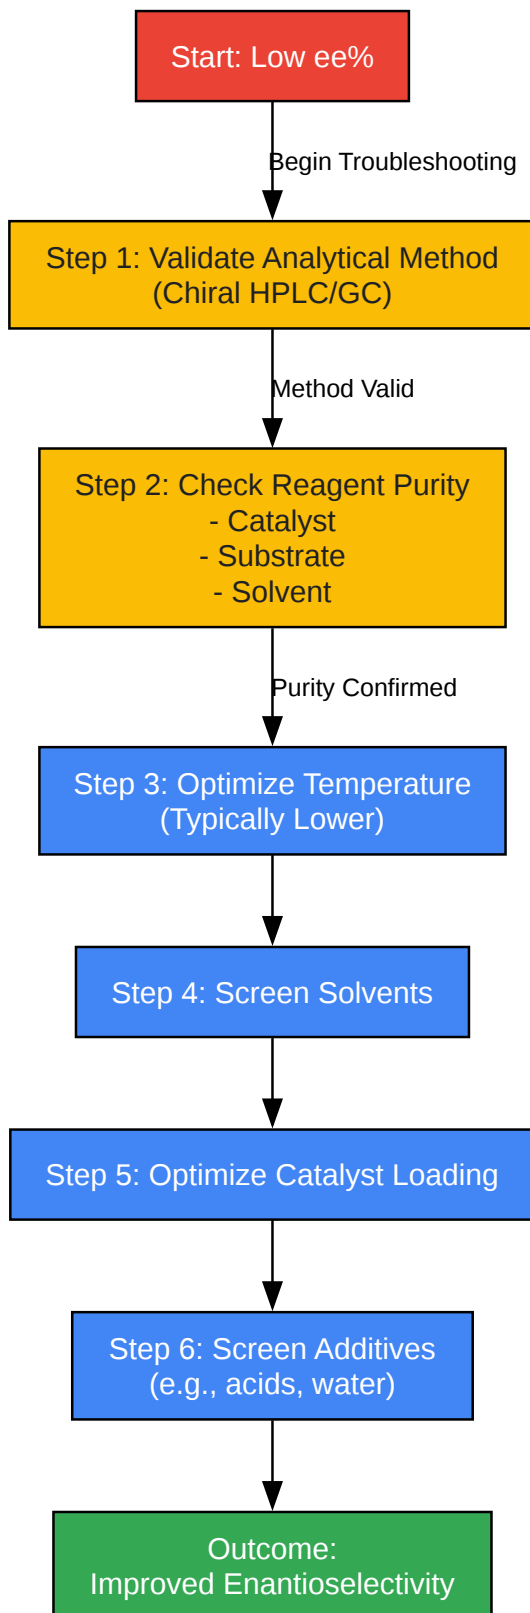 Start: Low ee%
Begin Troubleshooting
Step 1: Validate Analytical Method
(Chiral HPLC/GC)
Method Valid
Step 2: Check Reagent Purity
- Catalyst
- Substrate
- Solvent
Purity Confirmed
Step 3: Optimize Temperature
(Typically Lower)
Step 4: Screen Solvents
Step 5: Optimize Catalyst Loading
Step 6: Screen Additives
(e.g., acids, water)
Outcome:
Improved Enantioselectivity